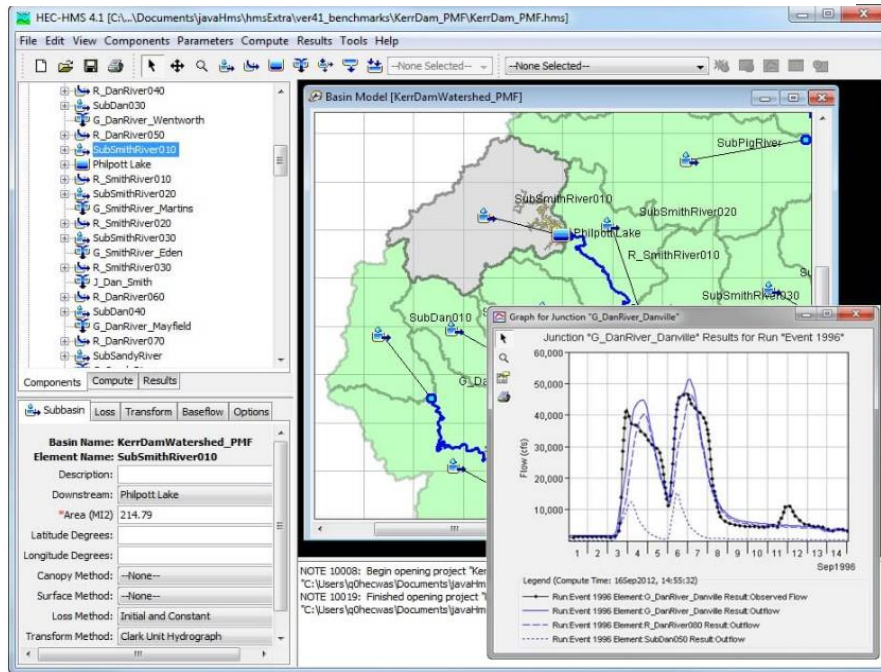 HEC-HMS 4.1 [C:\...\Documents\javaHms\hmsExtra\ver41_benchmarks\KerrDam_PMF\KerrDam_PMF.hms]
File Edit View Components Parameters Compute Results Tools Help
--None Selected-- --None Selected--
R_DanRiver040
SubDan030
G_DanRiver_Wentworth
R_DanRiver050
SubSmithRiver010
Philpott Lake
R_SmithRiver010
SubSmithRiver020
G_SmithRiver_Martins
R_SmithRiver020
SubSmithRiver030
G_SmithRiver_Eden
R_SmithRiver030
J_Dan_Smith
R_DanRiver060
SubDan040
G_DanRiver_Mayfield
R_DanRiver070
SubSandyRiver
Components Compute Results
Subbasin Loss Transform Baseflow Options
Basin Name: KerrDamWatershed_PMF
Element Name: SubSmithRiver010
Description:
Downstream: Philpott Lake
*Area (MI2) 214.79
Latitude Degrees:
Longitude Degrees:
Canopy Method: --None--
Surface Method: --None--
Loss Method: Initial and Constant
Transform Method: Clark Unit Hydrograph
Basin Model [KerrDamWatershed_PMF]
SubPigRiver
SubSmithRiver010
SubSmithRiver020
Philpott Lake
R_SmithRiver010
SubSmithRiver030
SubDan010
NOTE 10008: Begin opening project "Ker
"C:\Users\q0hecwas\Documents\javaHm
NOTE 10019: Finished opening project "
"C:\Users\q0hecwas\Documents\javaHm
Graph for Junction "G_DanRiver_Danville"
Junction "G_DanRiver_Danville" Results for Run "Event 1996"
Flow (cfs)
60,000
50,000
40,000
30,000
20,000
10,000
1 2 3 4 5 6 7 8 9 10 11 12 13 14
Sep1996
Legend (Compute Time: 16Sep2012, 14:55:32)
Run:Event 1996 Element:G_DanRiver_Danville Result:Observed Flow
Run:Event 1996 Element:G_DanRiver_Danville Result:Outflow
Run:Event 1996 Element:R_DanRiver080 Result:Outflow
Run:Event 1996 Element:SubDan050 Result:Outflow